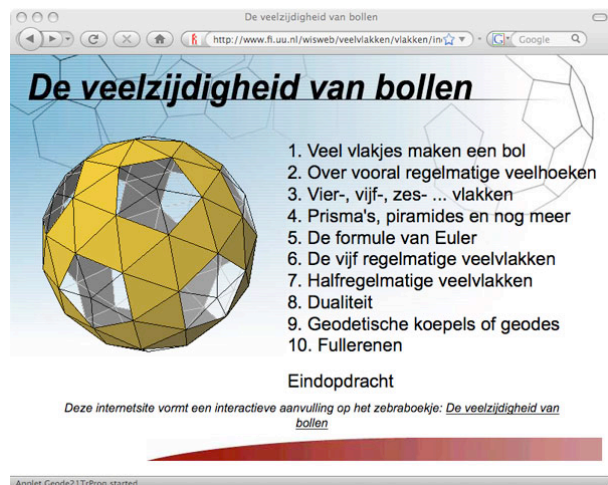 De veelzijdigheid van bollen
http://www.fi.uu.nl/wisweb/veelvlakken/vlakken/in
Google
De veelzijdigheid van bollen
1. Veel vlakjes maken een bol
2. Over vooral regelmatige veelhoeken
3. Vier-, vijf-, zes- ... vlakken
4. Prisma's, piramides en nog meer
5. De formule van Euler
6. De vijf regelmatige veelvlakken
7. Halfregelmatige veelvlakken
8. Dualiteit
9. Geodetische koepels of geodes
10. Fullerenen
Eindopdracht
Deze internetsite vormt een interactieve aanvulling op het zebraboekje: De veelzijdigheid van
bollen
Applet Geode21TrProp started